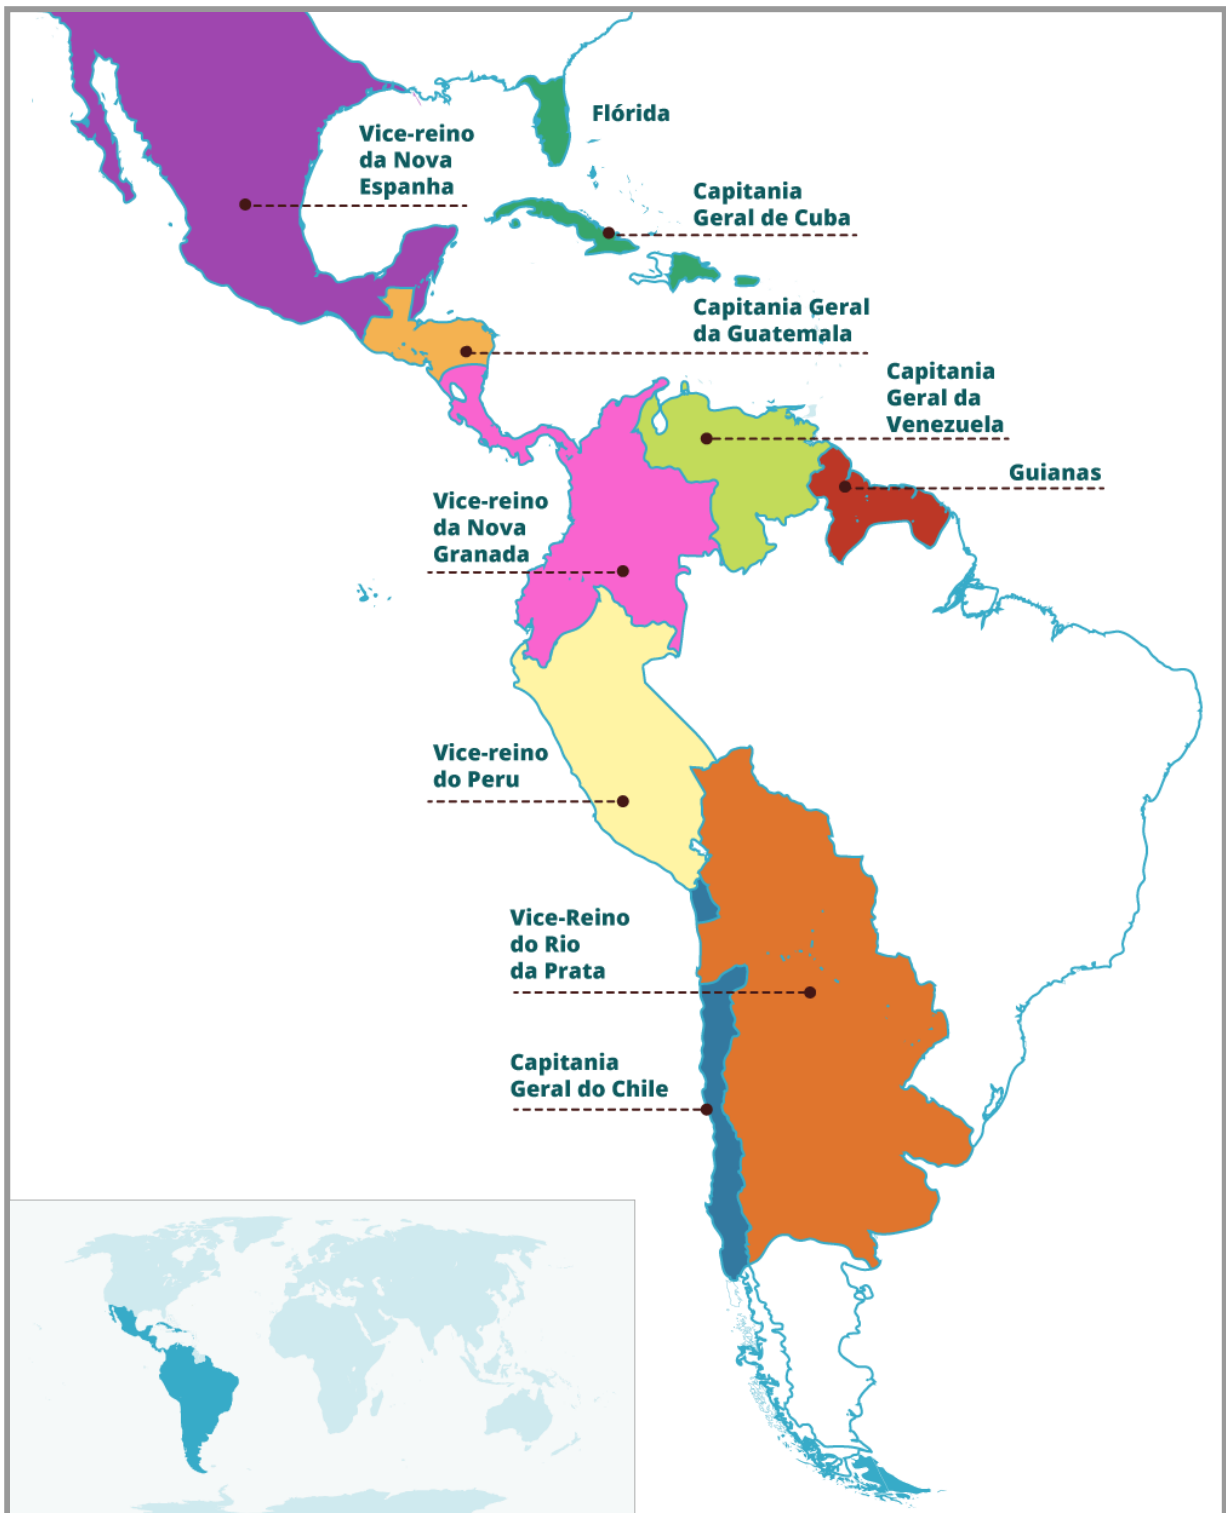 Flórida
Vice-reino
da Nova
Espanha
Capitania
Geral de Cuba
Capitania Geral
da Guatemala
Capitania
Geral da
Venezuela
Guianas
Vice-reino
da Nova
Granada
Vice-reino
do Peru
Vice-Reino
do Rio
da Prata
Capitania
Geral do Chile